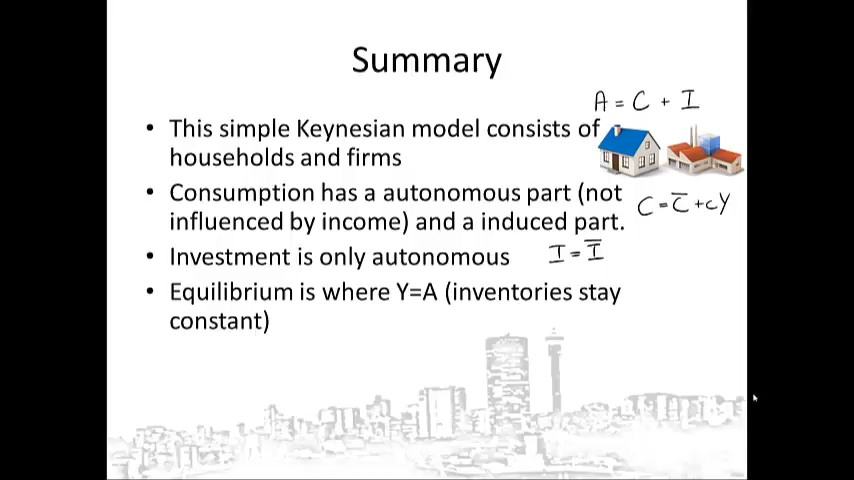 Summary
A = C + I
• This simple Keynesian model consists of
households and firms
• Consumption has a autonomous part (not
influenced by income) and a induced part.
C = C̅ + cY
• Investment is only autonomous
I = I̅
• Equilibrium is where Y=A (inventories stay
constant)